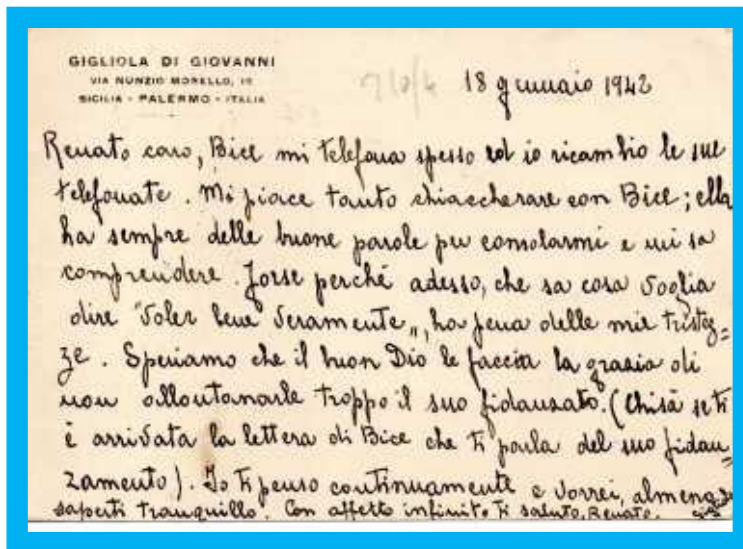 GIGLIOLA DI GIOVANNI
VIA NUNZIO MORELLO,
SICILIA - PALERMO - ITALIA
18 gennaio 1942
Renato caro, Bice mi telefona spesso ed io ricambio le sue
telefonate. Mi piace tanto chiaccherare con Bice; ella
ha sempre delle buone parole per consolarmi e mi sa
comprendere. Forse perché adesso, che sa cosa voglia
dire "voler bene veramente„, ha pena delle mie tristez=
ze. Speriamo che il buon Dio le faccia la grazia di
non allontanarle troppo il suo fidanzato. (Chisà se ti
è arrivata la lettera di Bice che ti parla del suo fidan=
zamento). Io ti penso continuamente e vorrei, almeno,
saperti tranquillo. Con affetto infinito ti saluto, Renato.